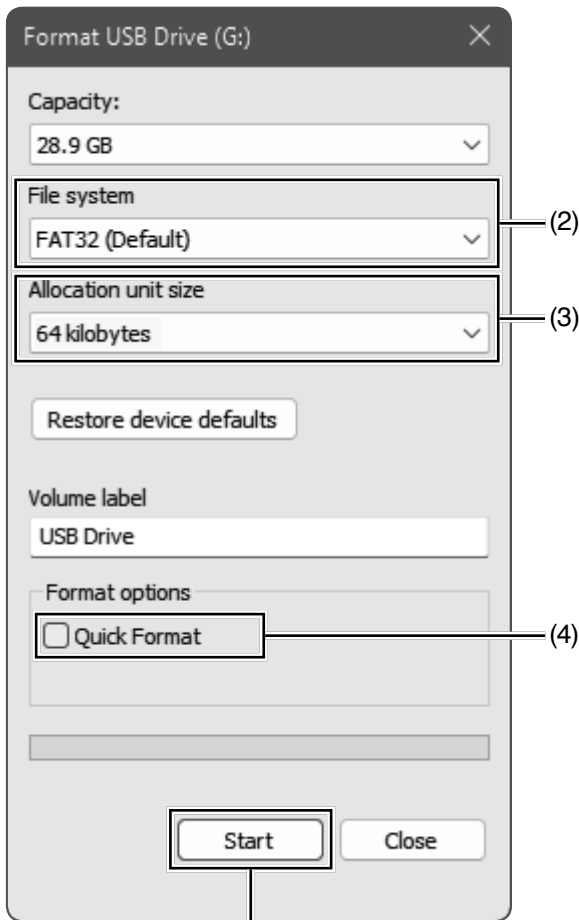 Format USB Drive (G:)
Capacity:
28.9 GB
File system
(2)
FAT32 (Default)
Allocation unit size
(3)
64 kilobytes
Restore device defaults
Volume label
USB Drive
Format options
Quick Format
(4)
Start Close